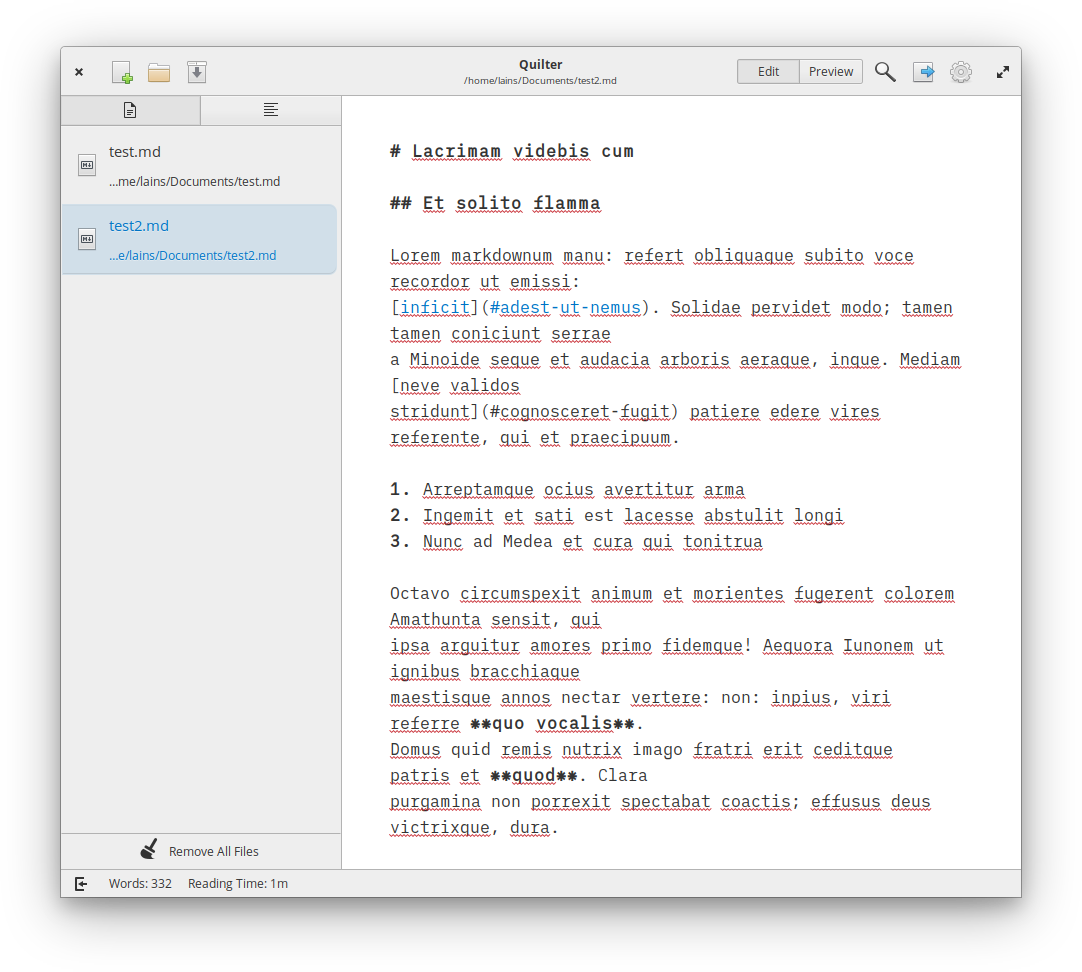 Quilter
/home/lains/Documents/test2.md
Edit
Preview
test.md
...me/lains/Documents/test.md
test2.md
...e/lains/Documents/test2.md
# Lacrimam videbis cum
## Et solito flamma
Lorem markdownum manu: refert obliquaque subito voce
recordor ut emissi:
[inficit](#adest-ut-nemus). Solidae pervidet modo; tamen
tamen coniciunt serrae
a Minoide seque et audacia arboris aeraque, inque. Mediam
[neve validos
stridunt](#cognosceret-fugit) patiere edere vires
referente, qui et praecipuum.
1. Arreptamque ocius avertitur arma
2. Ingemit et sati est lacesse abstulit longi
3. Nunc ad Medea et cura qui tonitrua
Octavo circumspexit animum et morientes fugerent colorem
Amathunta sensit, qui
ipsa arguitur amores primo fidemque! Aequora Iunonem ut
ignibus bracchiaque
maestisque annos nectar vertere: non: inpius, viri
referre **quo vocalis**.
Domus quid remis nutrix imago fratri erit ceditque
patris et **quod**. Clara
purgamina non porrexit spectabat coactis; effusus deus
victrixque, dura.
Remove All Files
Words: 332
Reading Time: 1m